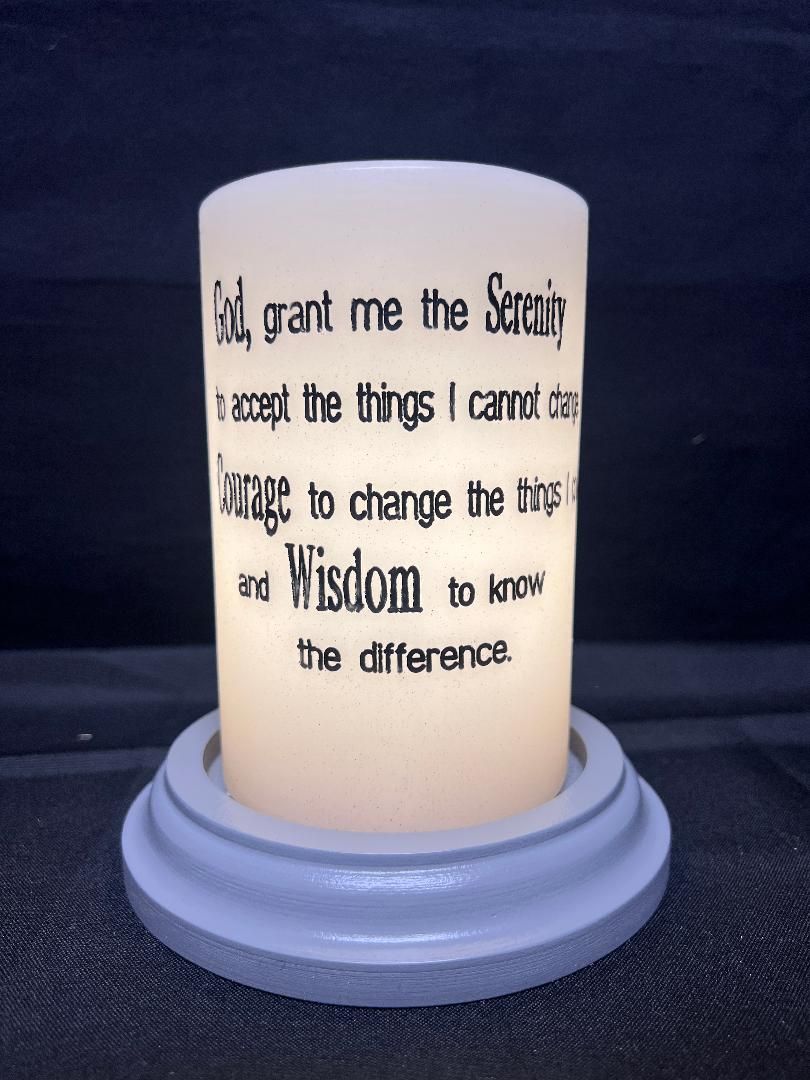 God, grant me the Serenity
to accept the things I cannot change
Courage to change the things I
and Wisdom to know
the difference.